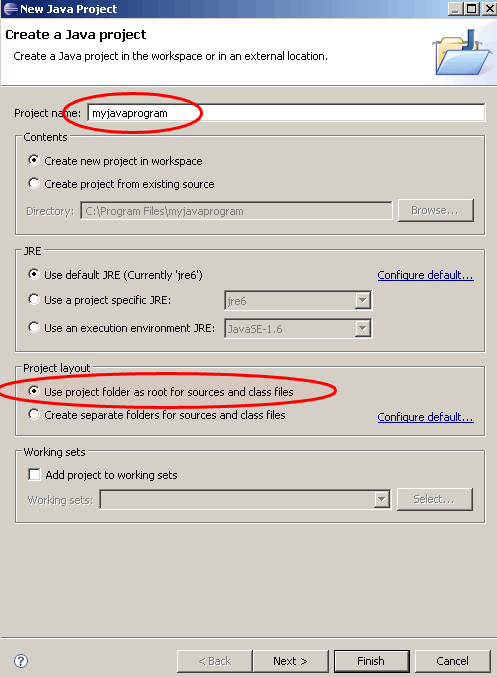 New Java Project
Create a Java project
Create a Java project in the workspace or in an external location.
Project name: myjavaprogram
Contents
Create new project in workspace
Create project from existing source
Directory: C:\Program Files\myjavaprogram Browse...
JRE
Use default JRE (Currently 'jre6') Configure default...
Use a project specific JRE: jre6
Use an execution environment JRE: JavaSE-1.6
Project layout
Use project folder as root for sources and class files
Create separate folders for sources and class files Configure default...
Working sets
Add project to working sets
Working sets: Select...
? < Back Next > Finish Cancel